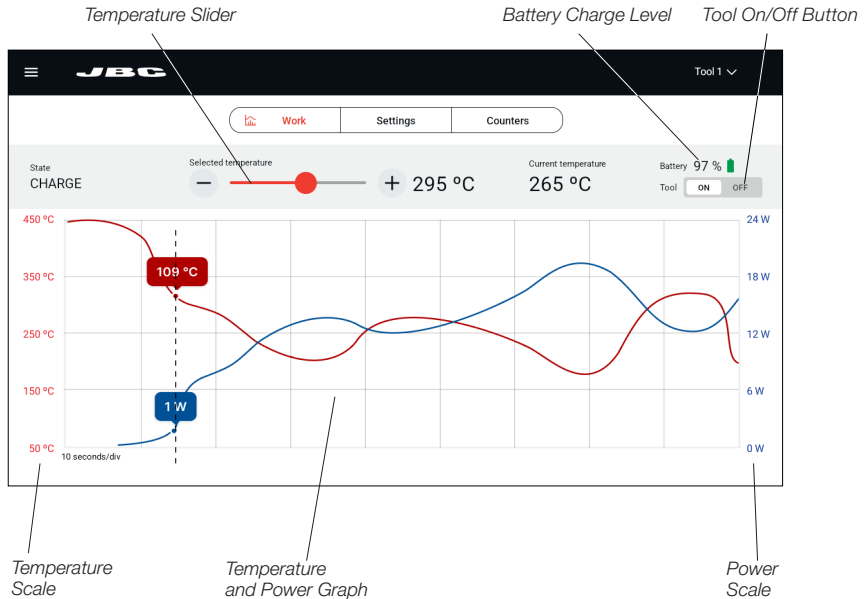 Temperature Slider
Battery Charge Level
Tool On/Off Button
JBC
Tool 1
Work
Settings
Counters
State
CHARGE
Selected temperature
295 ºC
Current temperature
265 ºC
Battery 97 %
Tool ON OFF
450 ºC
24 W
109 ºC
350 ºC
18 W
250 ºC
12 W
150 ºC
6 W
1 W
50 ºC
0 W
10 seconds/div
Temperature
Scale
Temperature
and Power Graph
Power
Scale